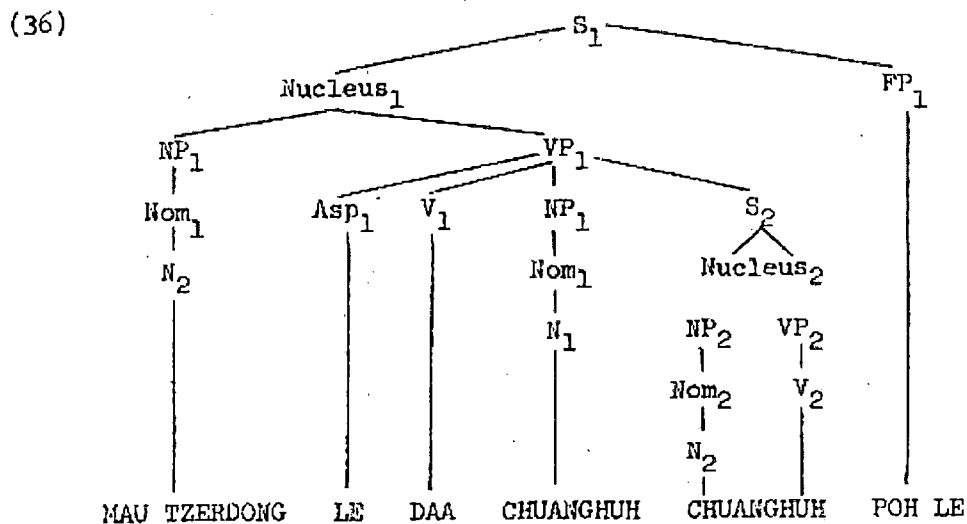 (36)
S1
Nucleus1 FP1
NP1 VP1
Nom1 Asp1 V1 NP1 S2
N2 Nom1 Nucleus2
N1 NP2 VP2
Nom2 V2
N2
MAU TZERDONG LE DAA CHUANGHUH CHUANGHUH POH LE